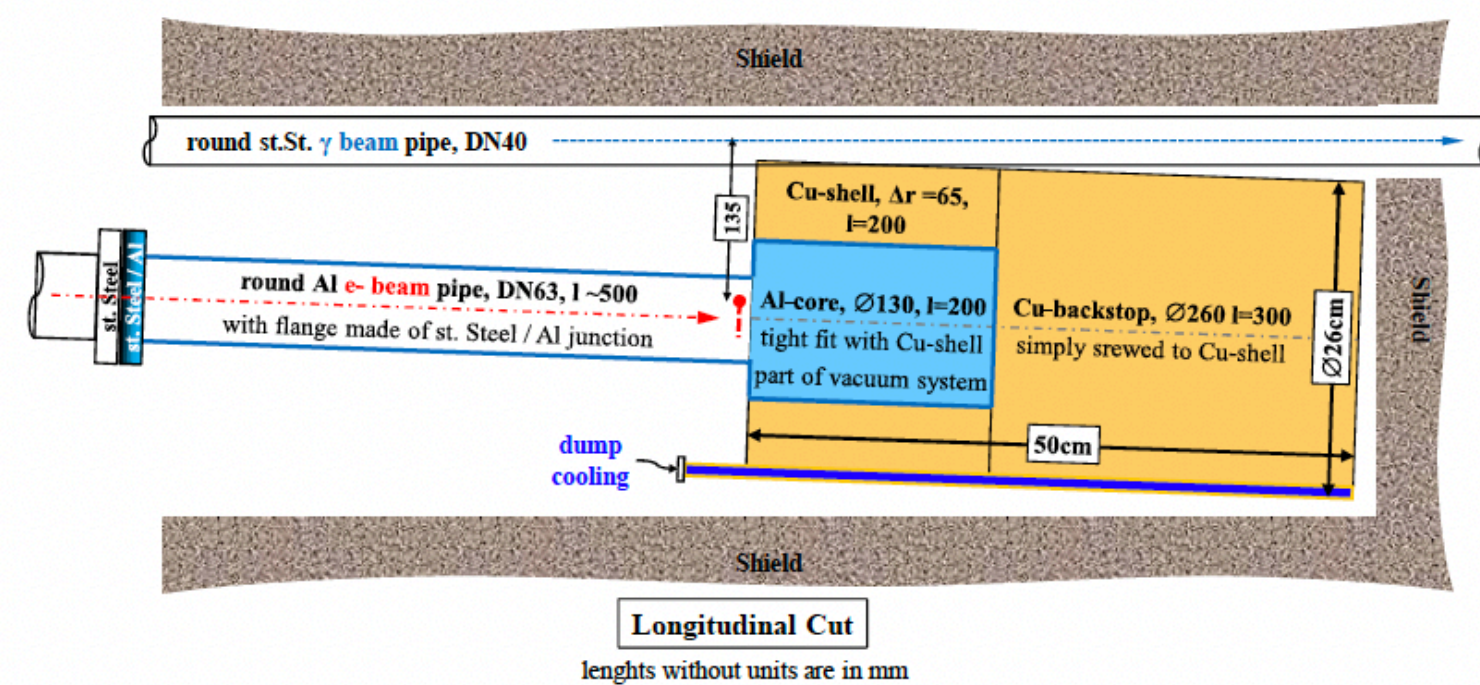 Shield
round st.St. γ beam pipe, DN40
Cu-shell, Δr =65,
l=200
135
st. Steel
st. Steel / Al
round Al e- beam pipe, DN63, l ~500
with flange made of st. Steel / Al junction
Al-core, ∅130, l=200
tight fit with Cu-shell
part of vacuum system
Cu-backstop, ∅260 l=300
simply srewed to Cu-shell
∅26cm
Shield
50cm
dump
cooling
Shield
Longitudinal Cut
lenghts without units are in mm